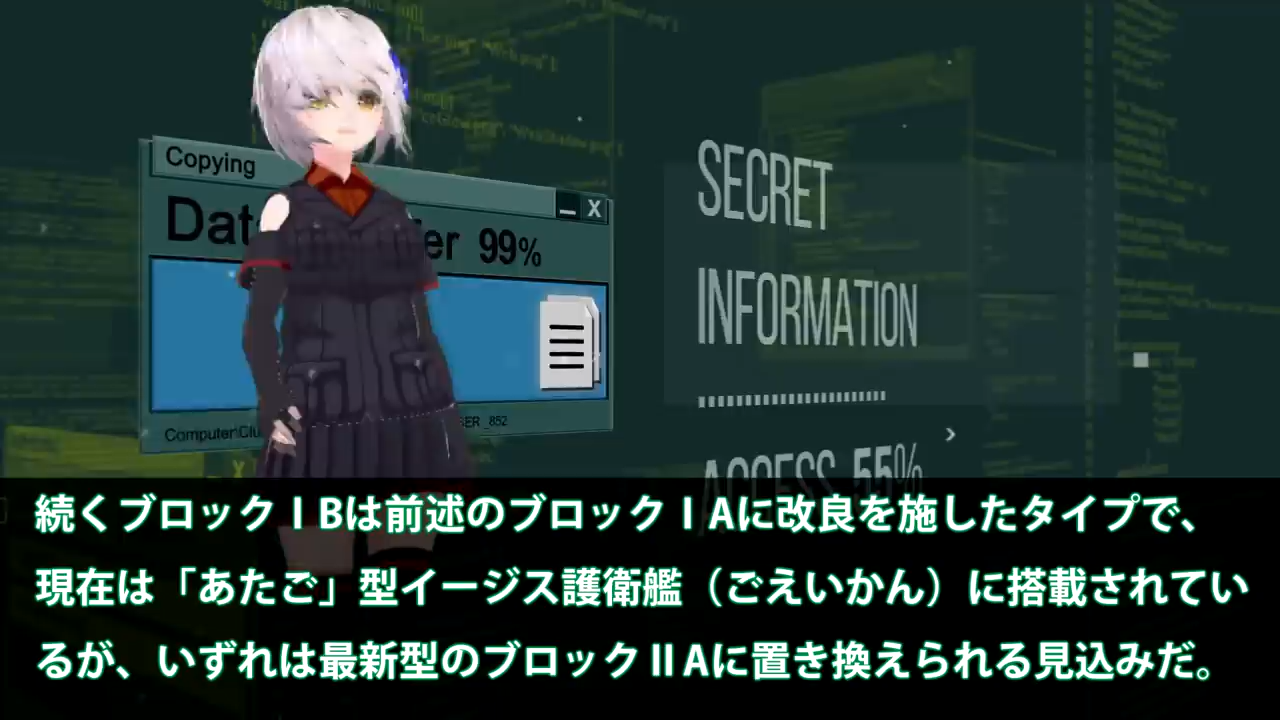 Copying
99%
SECRET
INFORMATION
ACCESS 55%
続くブロックⅠBは前述のブロックⅠAに改良を施したタイプで、
現在は「あたご」型イージス護衛艦（ごえいかん）に搭載されてい
るが、いずれは最新型のブロックⅡAに置き換えられる見込みだ。